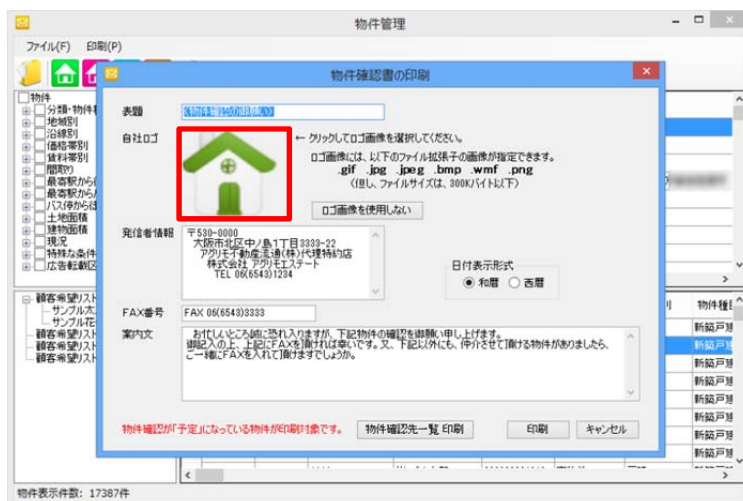 物件管理
ファイル(F) 印刷(P)
物件確認書の印刷
物件
分類・物件種
地域別
沿線別
価格帯別
賃料帯別
間取り
最寄駅から
最寄駅から
バス停から徒
土地面積
建物面積
現況
特殊な条件
広告転載区
表題
(物件確認の御願い)
自社ロゴ
← クリックしてロゴ画像を選択してください。
ロゴ画像には、以下のファイル拡張子の画像が指定できます。
.gif .jpg .jpeg .bmp .wmf .png
(但し、ファイルサイズは、300Kバイト以下)
ロゴ画像を使用しない
発信者情報
〒530-0000
大阪市北区中ノ島1丁目3333-22
アグリモイ不動産流通(株)代理特約店
株式会社 アグリモエステート
TEL 06(6543)1234
日付表示形式
和暦 西暦
FAX番号
FAX 06(6543)3333
案内文
お忙しいところ誠に恐れ入りますが、下記物件の確認を御願い申し上げます。
御記入の上、上記にFAXを頂ければ幸いです。又、下記以外にも、仲介させて頂ける物件がありましたら、
ご一緒にFAXを入れて頂けますでしょうか。
物件確認が「予定」になっている物件が印刷対象です。
物件確認先一覧 印刷
印刷
キャンセル
顧客希望リスト
サンプル太
サンプル花
顧客希望リスト
顧客希望リスト
顧客希望リスト
物件種
新築戸建
新築戸建
新築戸建
新築戸建
新築戸建
新築戸建
新築戸建
新築戸建
物件表示件数: 17387件